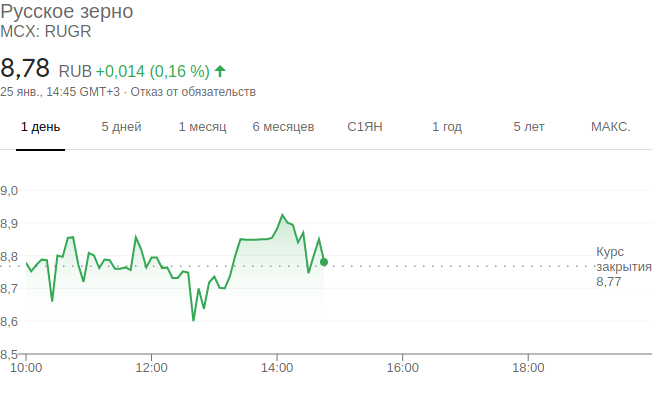 Русское зерно
MCX: RUGR
8,78 RUB +0,014 (0,16 %)
25 янв., 14:45 GMT+3 · Отказ от обязательств
1 день 5 дней 1 месяц 6 месяцев С1ЯН 1 год 5 лет МАКС.
9,0
8,9
8,8
8,7
8,6
8,5
Курс
закрытия
8,77
10:00 12:00 14:00 16:00 18:00